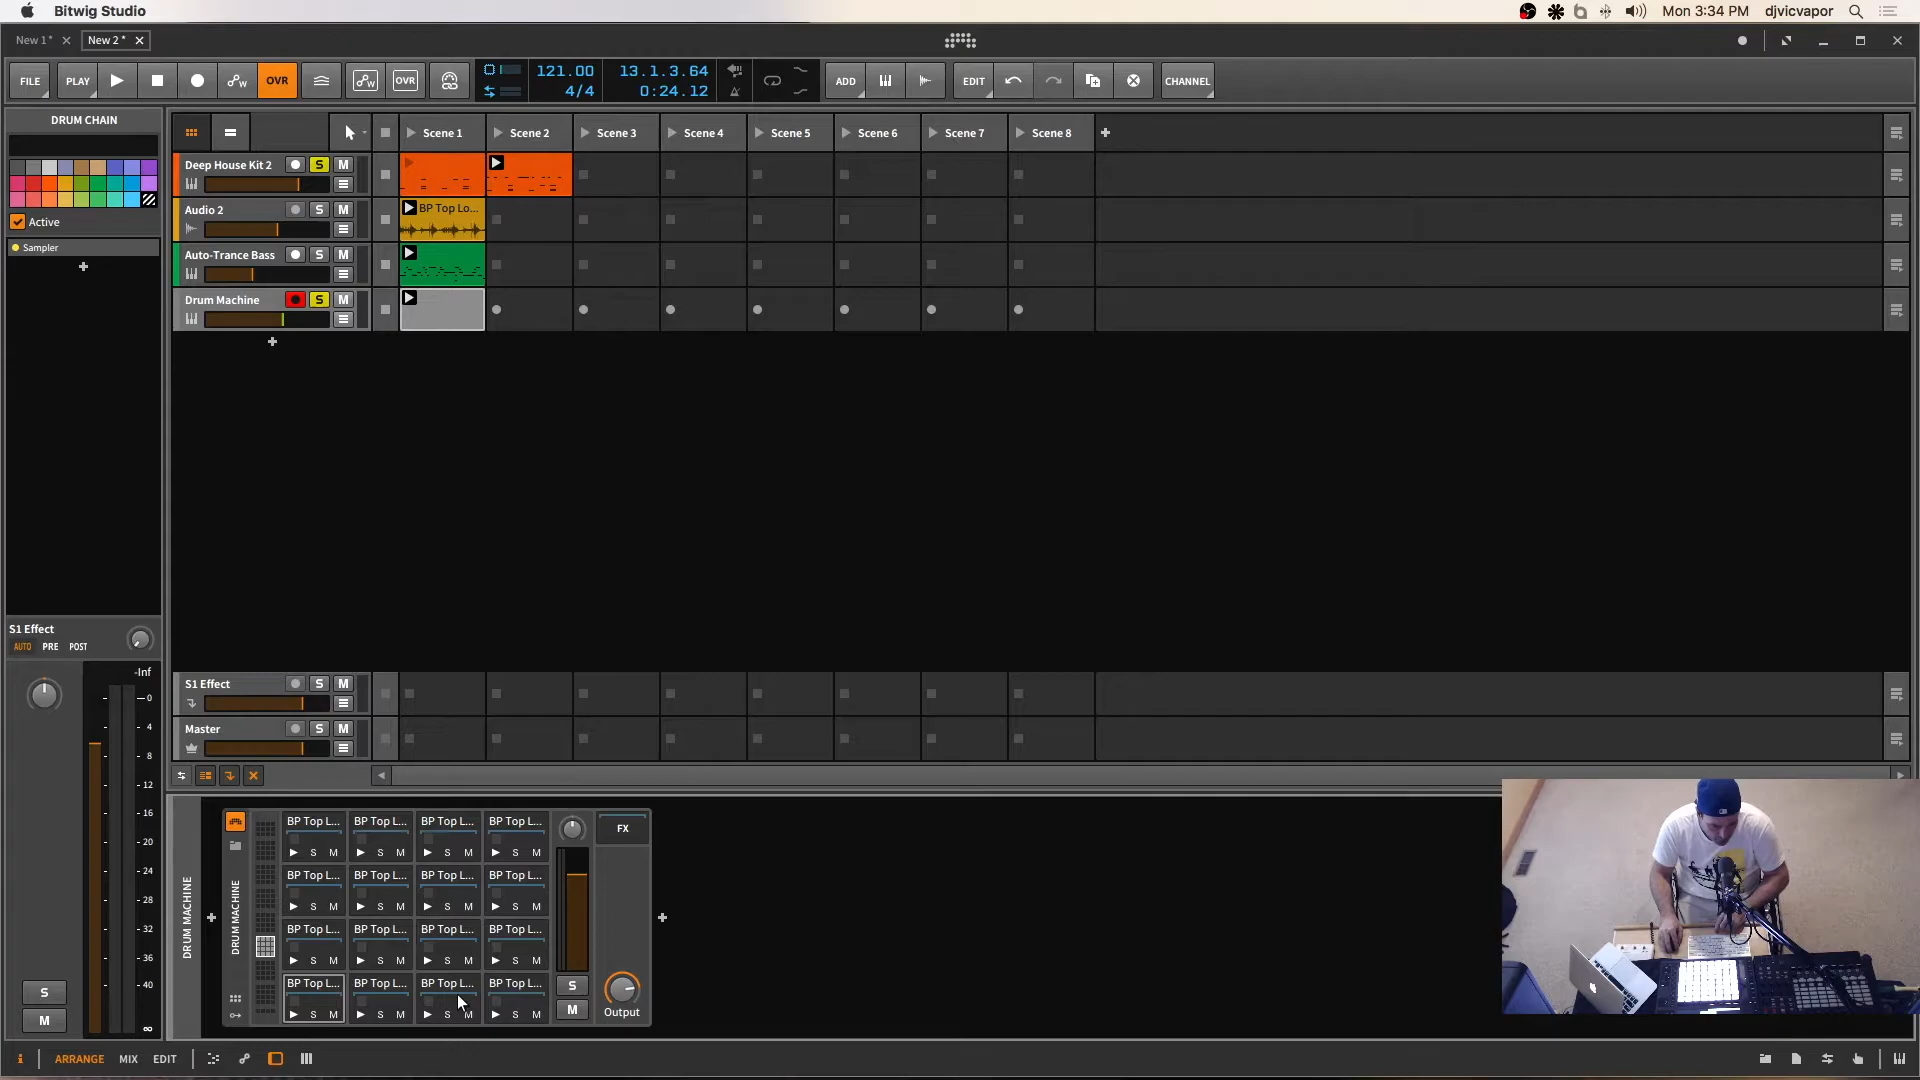 Bitwig Studio
Mon 3:34 PM
djvicvapor
New 1 *
New 2 *
FILE
PLAY
OVR
OVR
121.00
4/4
13.1.3.64
0:24.12
ADD
EDIT
CHANNEL
DRUM CHAIN
Active
Sampler
Scene 1
Scene 2
Scene 3
Scene 4
Scene 5
Scene 6
Scene 7
Scene 8
Deep House Kit 2
S
M
Audio 2
S
M
BP Top Lo...
Auto-Trance Bass
S
M
Drum Machine
S
M
S1 Effect
AUTO
PRE
POST
-Inf
0
4
8
12
16
20
24
28
32
36
40
∞
S
M
S1 Effect
S
M
Master
S
M
DRUM MACHINE
DRUM MACHINE
BP Top L...
BP Top L...
BP Top L...
BP Top L...
S M
S M
S M
S M
BP Top L...
BP Top L...
BP Top L...
BP Top L...
S M
S M
S M
S M
BP Top L...
BP Top L...
BP Top L...
BP Top L...
S M
S M
S M
S M
BP Top L...
BP Top L...
BP Top L...
BP Top L...
S M
S M
S M
S M
S
M
FX
Output
i
ARRANGE
MIX
EDIT